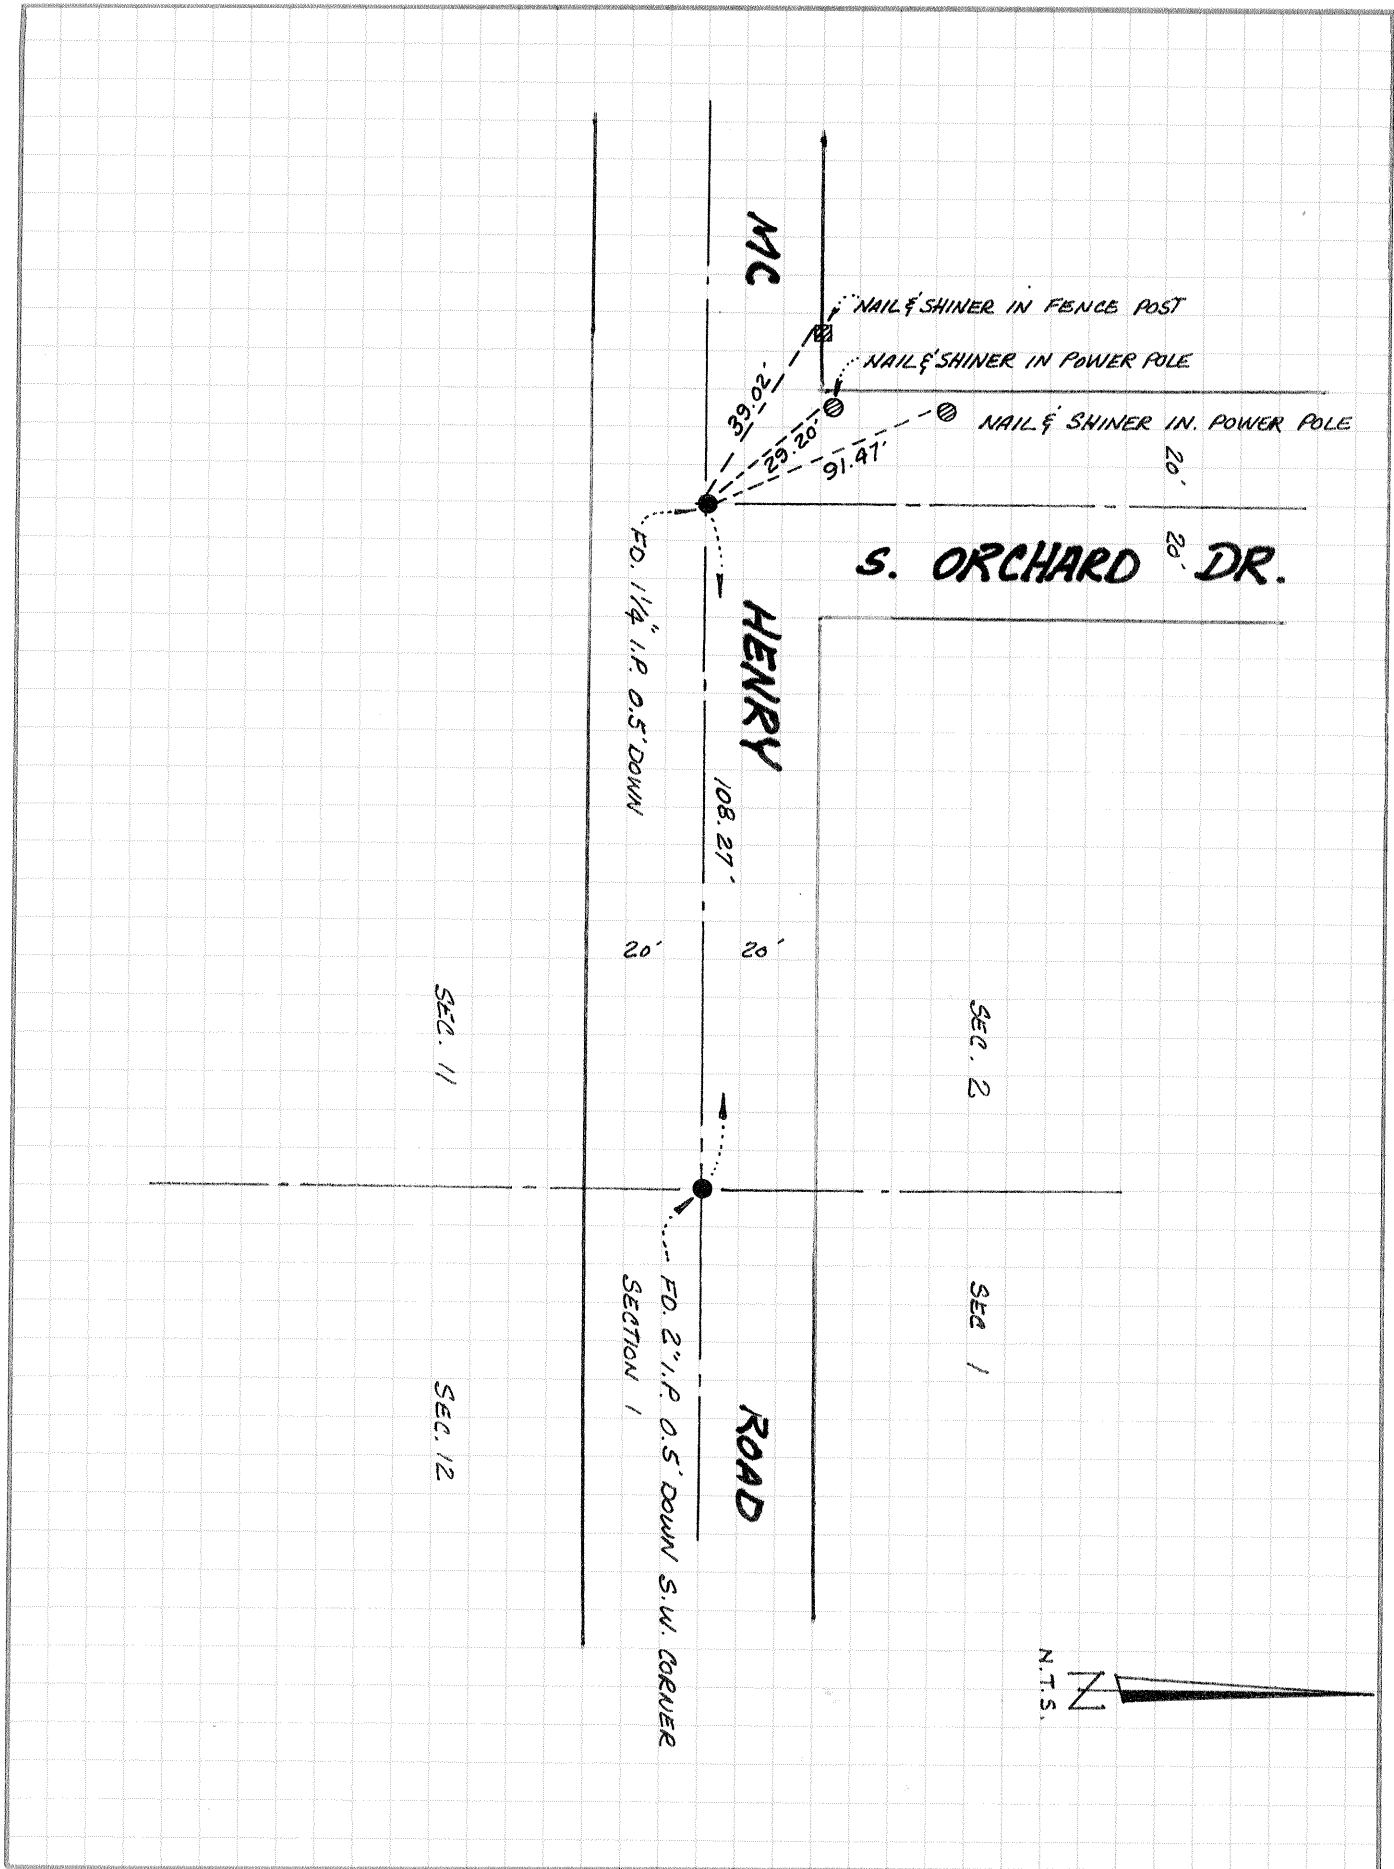 MC HENRY ROAD
NAIL & SHINER IN FENCE POST
NAIL & SHINER IN POWER POLE
NAIL & SHINER IN. POWER POLE
39.02'
29.20'
91.47'
20'
20'
S. ORCHARD DR.
FD. 1 1/4" I.P. 0.5' DOWN
108.27'
20'
20'
SEC. 11
SEC. 2
SEC 1
SEC. 12
FD. 2" I.P. 0.5' DOWN S.W. CORNER
SECTION 1
N
N.T.S.